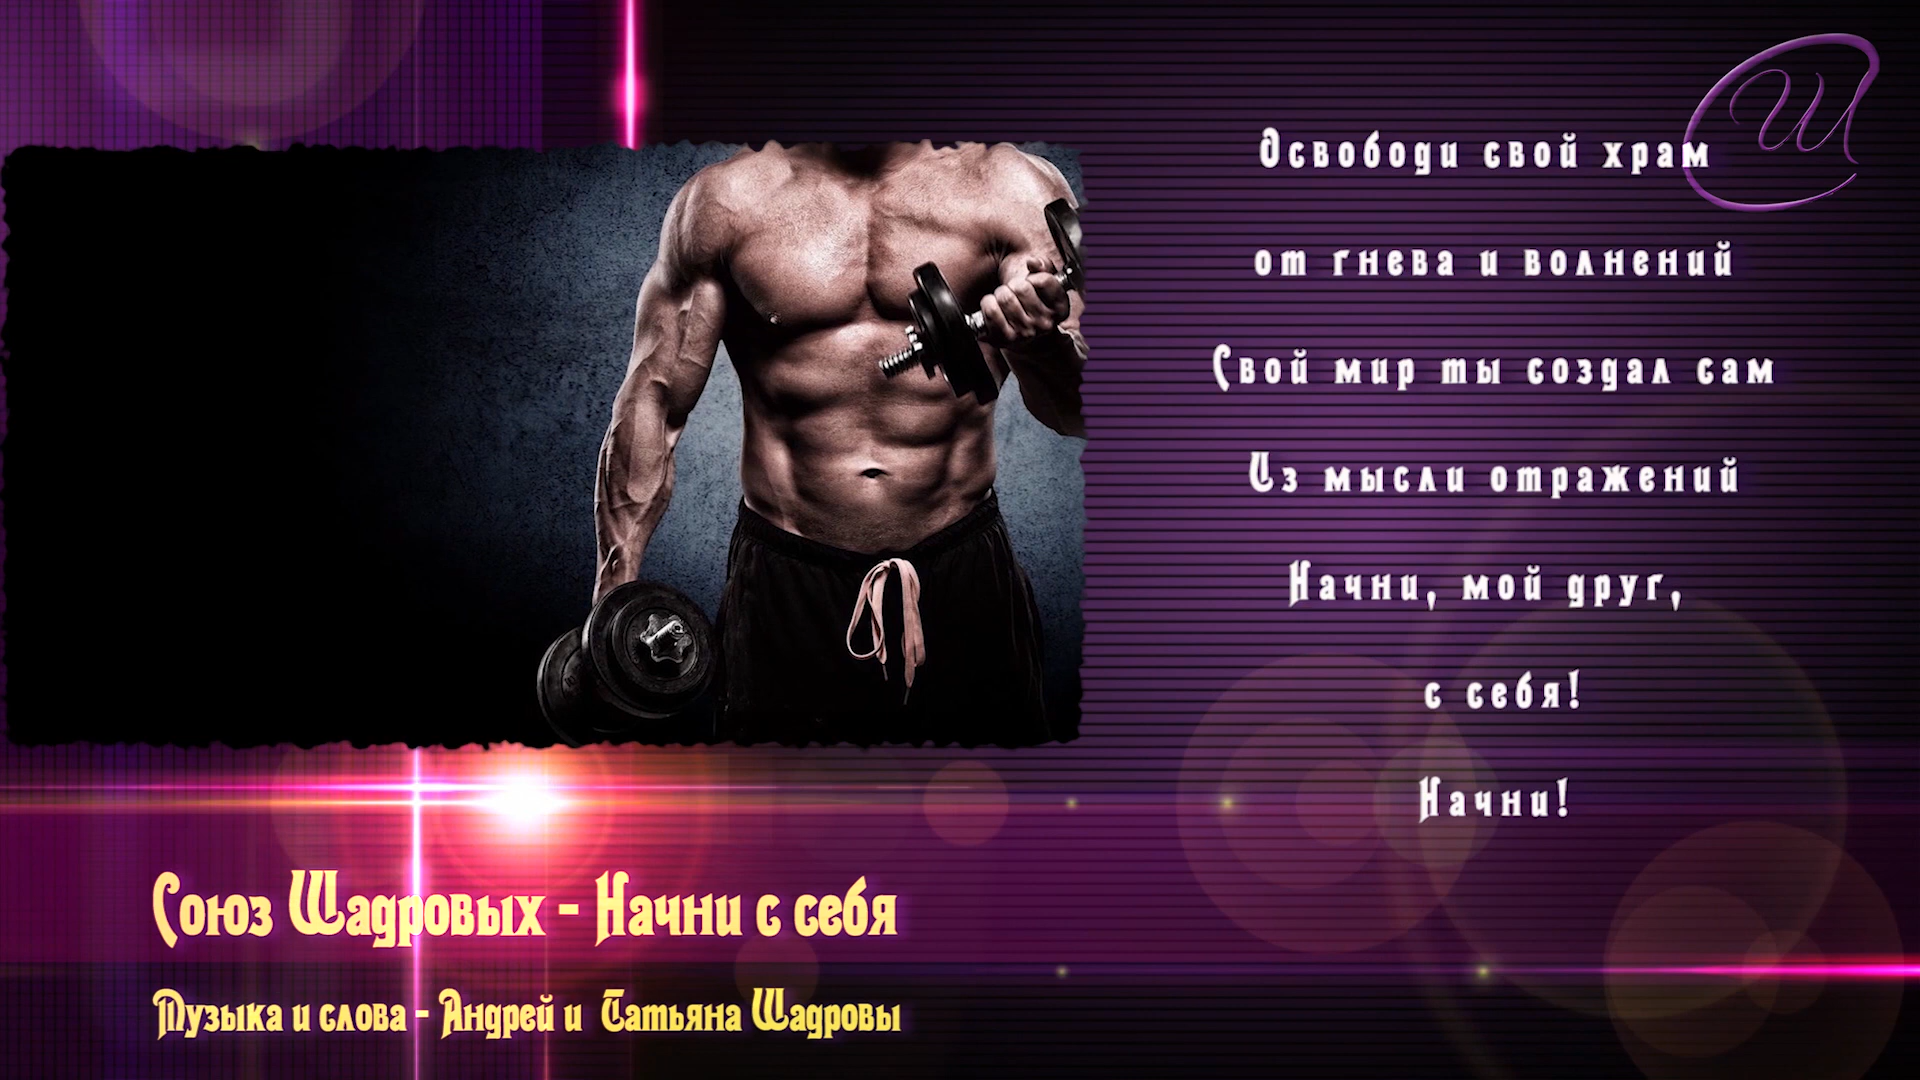 Освободи свой храм
от гнева и волнений
Свой мир ты создал сам
Из мысли отражений
Начни, мой друг,
с себя!
Начни!
Союз Шадровых - Начни с себя
Музыка и слова - Андрей и Татьяна Шадровы
Ш